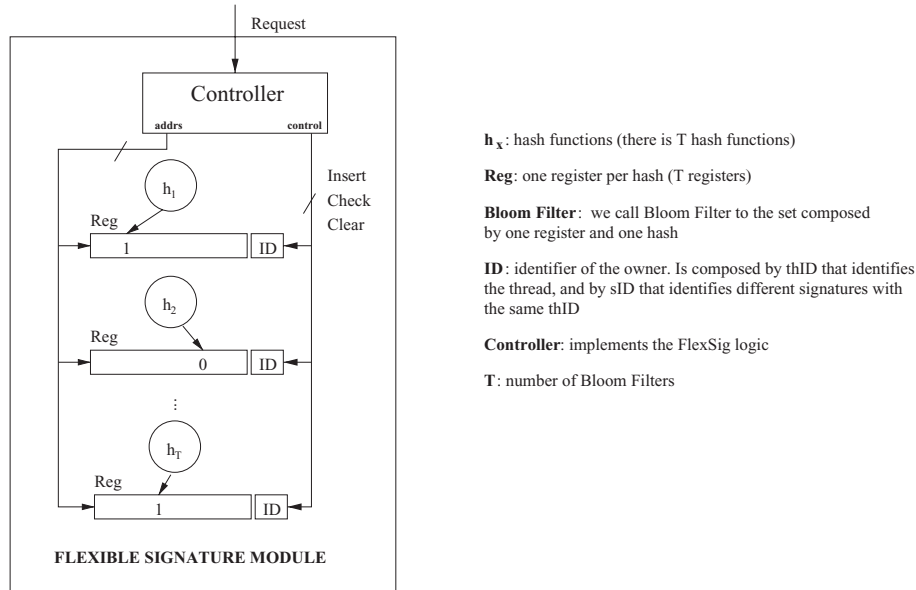 Request
Controller
addrs
control
Insert
Check
Clear
h1
Reg
1
ID
h2
Reg
0
ID
⋮
hT
Reg
1
ID
FLEXIBLE SIGNATURE MODULE
hx: hash functions (there is T hash functions)
Reg: one register per hash (T registers)
Bloom Filter: we call Bloom Filter to the set composed
by one register and one hash
ID: identifier of the owner. Is composed by thID that identifies
the thread, and by sID that identifies different signatures with
the same thID
Controller: implements the FlexSig logic
T: number of Bloom Filters